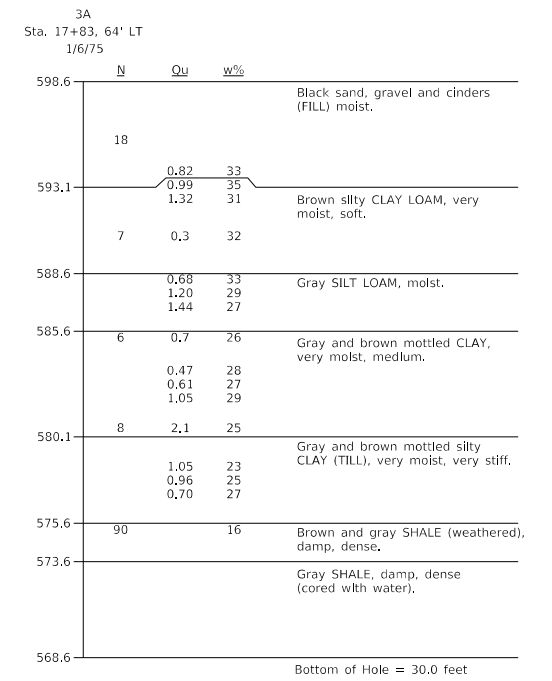 3A
Sta. 17+83, 64' LT
1/6/75
N Qu w%
598.6
Black sand, gravel and cinders
(FILL) moist.
18
0.82 33
593.1 0.99 35
1.32 31 Brown silty CLAY LOAM, very
moist, soft.
7 0.3 32
588.6
0.68 33 Gray SILT LOAM, moist.
1.20 29
1.44 27
585.6
6 0.7 26 Gray and brown mottled CLAY,
very moist, medium.
0.47 28
0.61 27
1.05 29
8 2.1 25
580.1
Gray and brown mottled silty
CLAY (TILL), very moist, very stiff.
1.05 23
0.96 25
0.70 27
575.6
90 16 Brown and gray SHALE (weathered),
damp, dense.
573.6
Gray SHALE, damp, dense
(cored with water).
568.6
Bottom of Hole = 30.0 feet